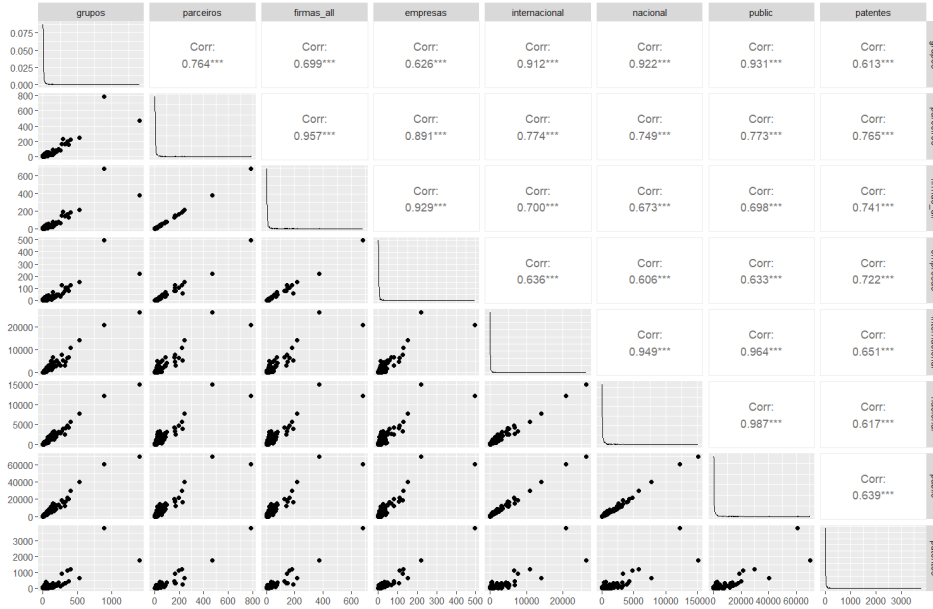 grupos parceiros firmas_all empresas internacional nacional public patentes
0.075
0.050
0.025
0.000
Corr: Corr: Corr: Corr: Corr: Corr: Corr:
0.764*** 0.699*** 0.626*** 0.912*** 0.922*** 0.931*** 0.613***
800
600
400
200
0
Corr: Corr: Corr: Corr: Corr: Corr:
0.957*** 0.891*** 0.774*** 0.749*** 0.773*** 0.765***
600
400
200
0
Corr: Corr: Corr: Corr: Corr:
0.929*** 0.700*** 0.673*** 0.698*** 0.741***
500
400
300
200
100
0
Corr: Corr: Corr: Corr:
0.636*** 0.606*** 0.633*** 0.722***
20000
10000
0
Corr: Corr: Corr:
0.949*** 0.964*** 0.651***
15000
10000
5000
0
Corr: Corr:
0.987*** 0.617***
60000
40000
20000
0
Corr:
0.639***
3000
2000
1000
0
0 500 1000 0 200 400 600 800 0 200 400 600 0 100 200 300 400 500 0 10000 20000 0 5000 10000 15000 0 20000 40000 60000 0 1000 2000 3000